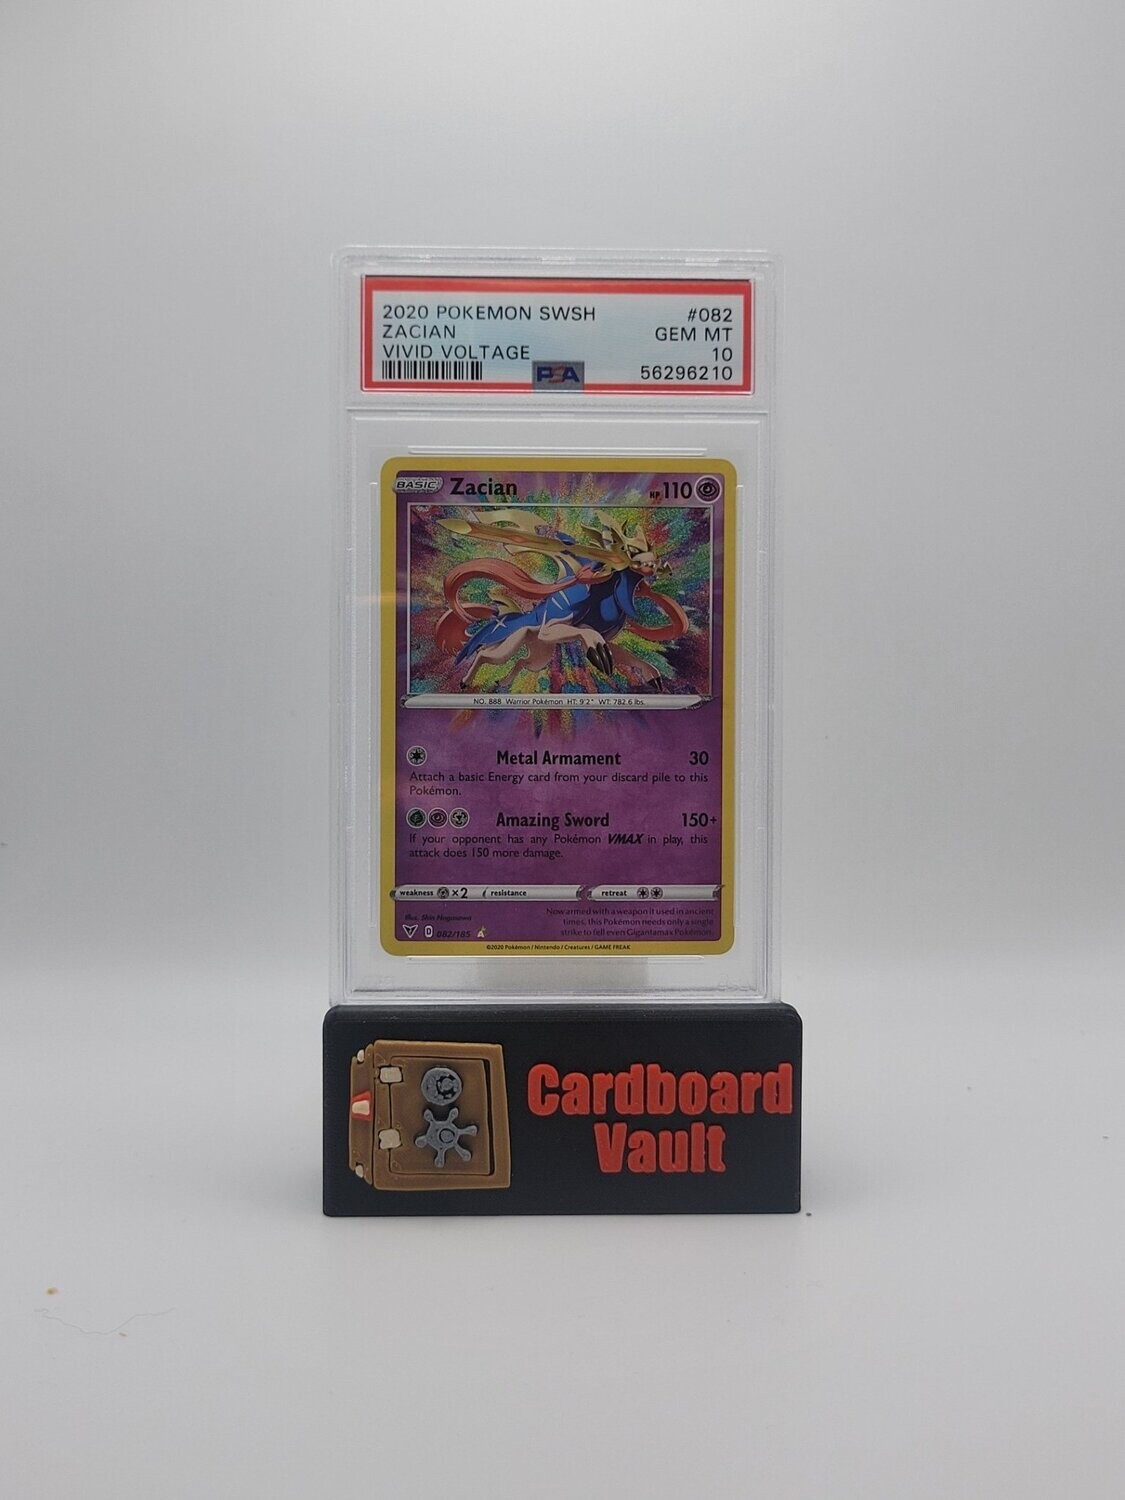 2020 POKEMON SWSH #082
ZACIAN GEM MT
VIVID VOLTAGE 10
PSA 56296210
BASIC Zacian HP 110
NO. 888 Warrior Pokémon HT: 9'2" WT: 782.6 lbs.
Metal Armament 30
Attach a basic Energy card from your discard pile to this
Pokémon.
Amazing Sword 150+
If your opponent has any Pokémon VMAX in play, this
attack does 150 more damage.
weakness ×2 resistance retreat
Illus. Shin Nagasawa
Now armed with a weapon it used in ancient
times, this Pokémon needs only a single
strike to fell even Gigantamax Pokémon.
D 082/185 A
©2020 Pokémon / Nintendo / Creatures / GAME FREAK
Cardboard
Vault